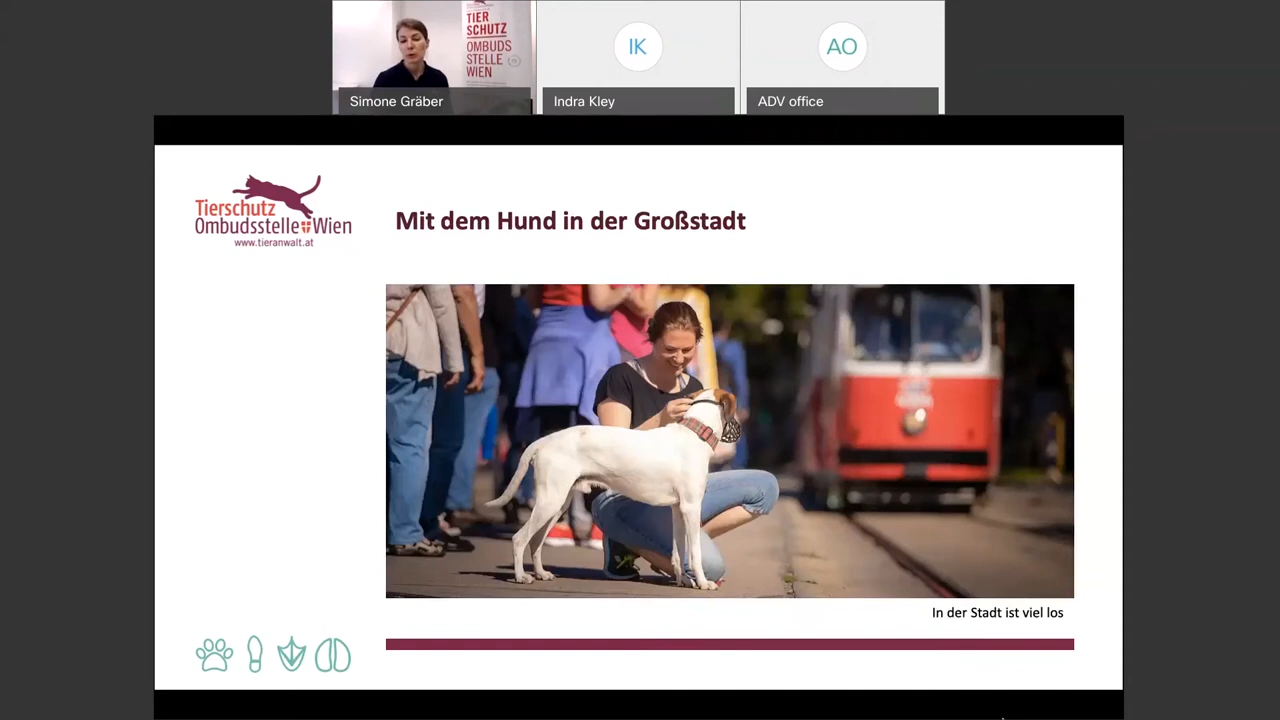 TIER
SCHUTZ
OMBUDS
STELLE
WIEN
Simone Gräber
IK
Indra Kley
AO
ADV office
Tierschutz
Ombudsstelle Wien
www.tieranwalt.at
Mit dem Hund in der Großstadt
In der Stadt ist viel los